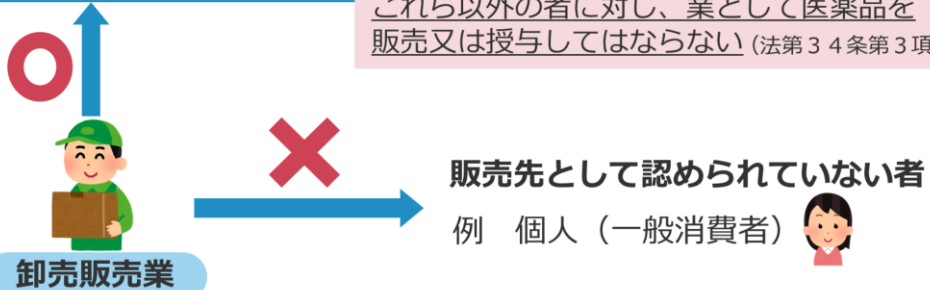 これら以外の者に対し、業として医薬品を
販売又は授与してはならない (法第34条第3項
販売先として認められていない者
例 個人（一般消費者）
卸売販売業